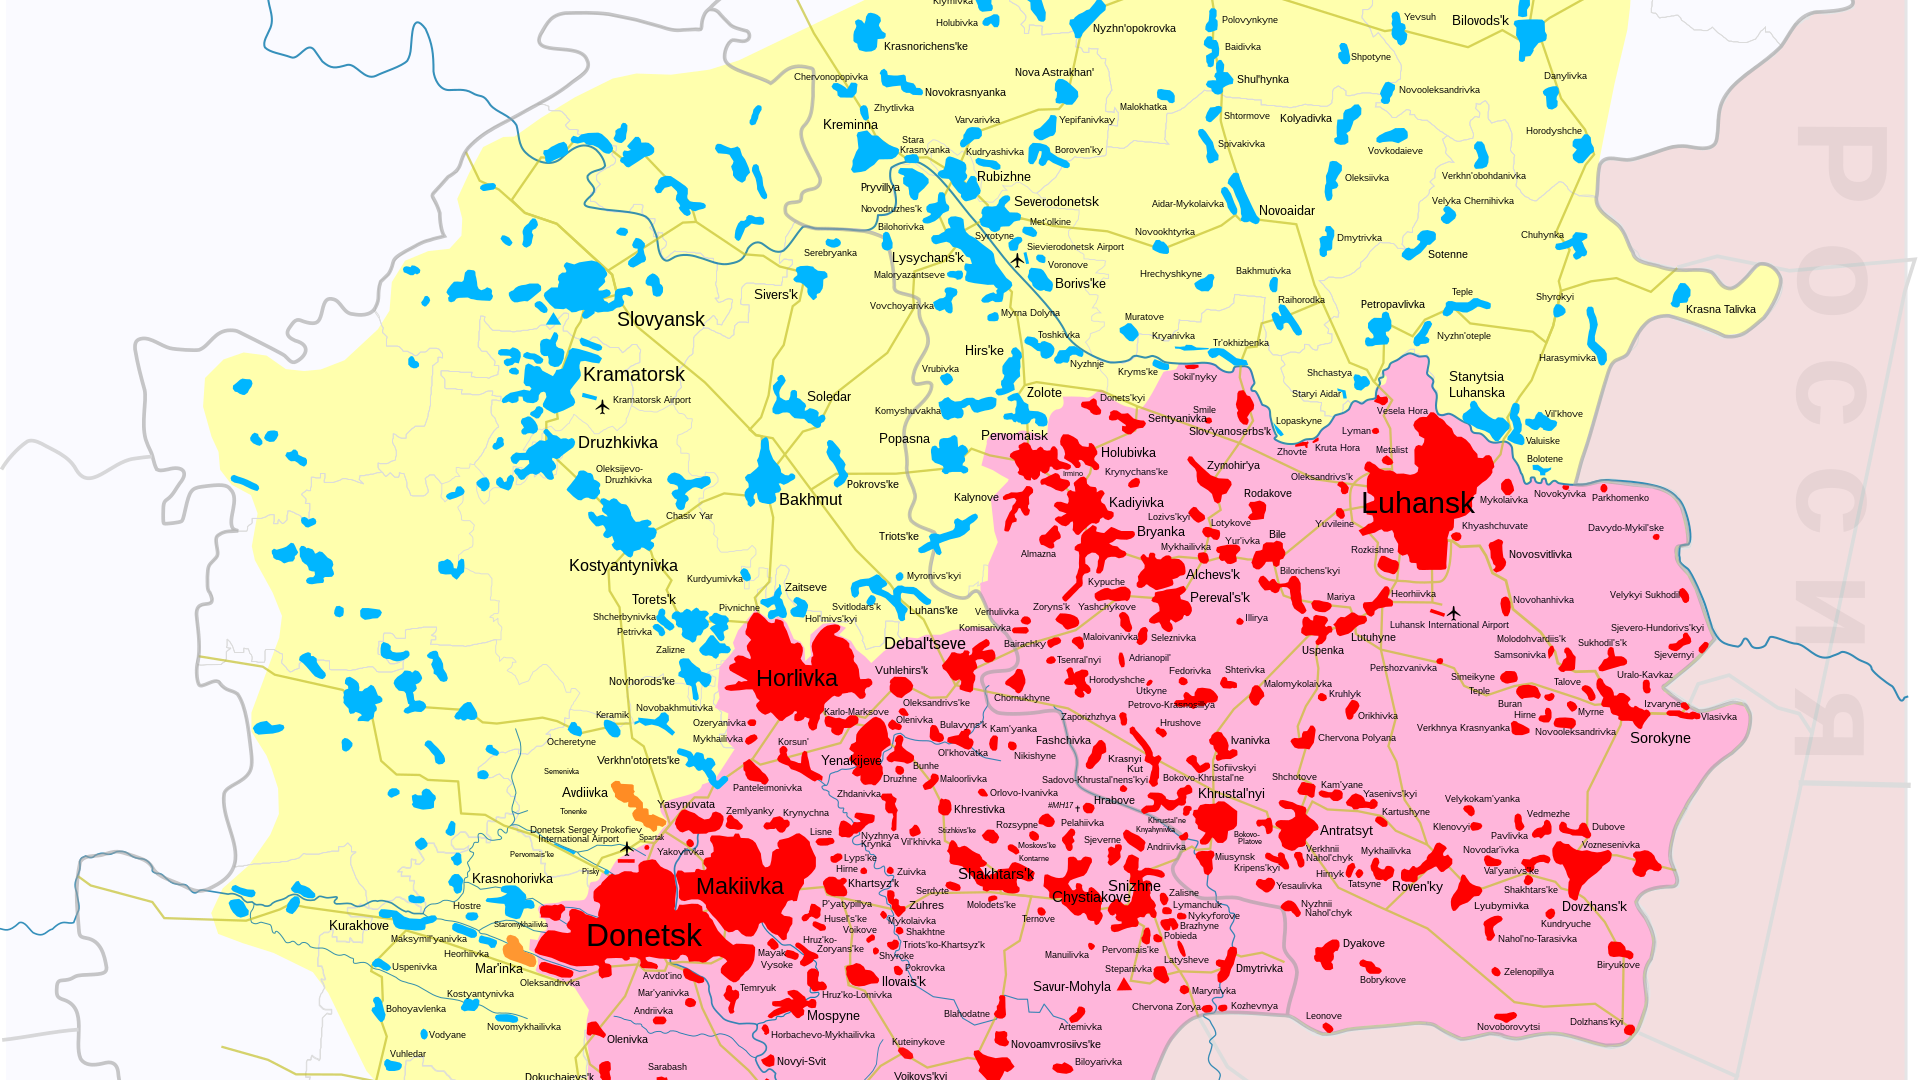 Krymivka
Holubivka
Krasnorichens'ke
Nyzhn'opokrovka
Polovynkyne
Baidivka
Yevsuh
Bilovods'k
Shpotyne
Chervonopopivka
Novokrasnyanka
Nova Astrakhan'
Shul'hynka
Danylivka
Novooleksandrivka
Zhytlivka
Kreminna
Varvarivka
Yepifanivkay
Malokhatka
Shtormove
Kolyadivka
Horodyshche
Stara
Krasnyanka
Kudryashivka
Boroven'ky
Spivakivka
Vovkodaieve
Pryvillya
Rubizhne
Oleksiivka
Verkhn'obohdanivka
Novodruzhes'k
Severodonetsk
Aidar-Mykolaivka
Novoaidar
Velyka Chernihivka
Bilohorivka
Met'olkine
Syrotyne
Novookhtyrka
Dmytrivka
Chuhynka
Serebryanka
Lysychans'k
Sievierodonetsk Airport
Voronove
Sotenne
Maloryazantseve
Borivs'ke
Hrechyshkyne
Bakhmutivka
Sivers'k
Vovchoyarivka
Myrna Dolyna
Raihorodka
Petropavlivka
Teple
Shyrokyi
Krasna Talivka
Slovyansk
Muratove
Toshkivka
Kryanivka
Tr'okhizbenka
Nyzhn'oteple
Harasymivka
Hirs'ke
Vrubivka
Nyzhnje
Kryms'ke
Sokil'nyky
Shchastya
Stanytsia
Luhanska
Kramatorsk
Kramatorsk Airport
Soledar
Zolote
Donets'kyi
Staryi Aidar
Komyshuvakha
Smile
Sentyanivka
Vesela Hora
Vil'khove
Slov'yanoserbs'k
Lopaskyne
Lyman
Valuiske
Druzhkivka
Popasna
Pervomaisk
Holubivka
Zhovte
Kruta Hora
Metalist
Bolotene
Oleksijevo-
Druzhkivka
Irmino
Krynychans'ke
Zymohir'ya
Oleksandrivs'k
Pokrovs'ke
Bakhmut
Kalynove
Kadiyivka
Rodakove
Luhansk
Mykolaivka
Novokyivka
Parkhomenko
Chasiv Yar
Lozivs'kyi
Lotykove
Yuvileine
Khyashchuvate
Davydo-Mykil'ske
Triots'ke
Almazna
Bryanka
Mykhailivka
Yur'ivka
Bile
Rozkishne
Novosvitlivka
Kostyantynivka
Kurdyumivka
Myronivs'kyi
Zaitseve
Kypuche
Alchevs'k
Bilorichens'kyi
Torets'k
Pivnichne
Svitlodars'k
Luhans'ke
Verhulivka
Zoryns'k
Yashchykove
Pereval's'k
Mariya
Heorhiivka
Novohanhivka
Velykyi Sukhodil
Shcherbynivka
Hol'mivs'kyi
Komisarivka
Illirya
Luhansk International Airport
Petrivka
Debal'tseve
Bairachky
Maloivanivka
Seleznivka
Lutuhyne
Molodohvardiis'k
Sukhodil's'k
Sjevero-Hundorivs'kyi
Zalizne
Tsenral'nyi
Adrianopil'
Uspenka
Samsonivka
Sjevernyi
Novhorods'ke
Horlivka
Vuhlehirs'k
Horodyshche
Fedorivka
Shterivka
Pershozvanivka
Simeikyne
Talove
Uralo-Kavkaz
Chornukhyne
Utkyne
Malomykolaivka
Kruhlyk
Teple
Novobakhmutivka
Keramik
Karlo-Marksove
Oleksandrivs'ke
Petrovo-Krasnosillya
Orikhivka
Buran
Izvaryne
Ozeryanivka
Olenivka
Bulavyns'k
Zaporizhzhya
Hrushove
Hirne
Myrne
Vlasivka
Kam'yanka
Verkhnya Krasnyanka
Novooleksandrivka
Ocheretyne
Mykhailivka
Korsun'
Ol'khovatka
Nikishyne
Fashchivka
Ivanivka
Chervona Polyana
Sorokyne
Verkhn'otorets'ke
Yenakijeve
Krasnyi
Kut
Semenivka
Bunhe
Sofiivskyi
Druzhne
Maloorlivka
Sadovo-Khrustal'nens'kyi
Bokovo-Khrustal'ne
Shchotove
Avdiivka
Panteleimonivka
Zhdanivka
Orlovo-Ivanivka
Khrustal'nyi
Kam'yane
Yasenivs'kyi
Velykokam'yanka
Yasynuvata
#MH17
Hrabove
Tonenke
Zemlyanky
Krynychna
Khrestivka
Kartushyne
Vedmezhe
Donetsk Sergey Prokofiev
International Airport
Spartak
Lisne
Nyzhnya
Krynka
Stizhkivs'ke
Rozsypne
Pelahiivka
Khrustal'ne
Knyahynivka
Bokovo-
Platove
Antratsyt
Klenovyi
Pavlivka
Dubove
Vil'khivka
Moskovs'ke
Sjeverne
Andriivka
Pervomais'ke
Yakovlivka
Lyps'ke
Kontarne
Miusynsk
Verkhnii
Nahol'chyk
Mykhailivka
Novodar'ivka
Voznesenivka
Pisky
Hirne
Zuivka
Kripens'kyi
Hirnyk
Val'yanivs'ke
Krasnohorivka
Makiivka
Khartsyz'k
Shakhtars'k
Snizhne
Yesaulivka
Tatsyne
Roven'ky
Serdyte
Chystiakove
Zalisne
Shakhtars'ke
Hostre
P'yatypillya
Zuhres
Molodets'ke
Lymanchuk
Nyzhnii
Nahol'chyk
Lyubymivka
Dovzhans'k
Kurakhove
Staromykhailivka
Husel's'ke
Mykolaivka
Ternove
Nykyforove
Brazhyne
Kundryuche
Maksymil'yanivka
Donetsk
Voikove
Shakhtne
Pobieda
Nahol'no-Tarasivka
Heorhiivka
Mayak
Hruz'ko-
Zoryans'ke
Triots'ko-Khartsyz'k
Manuilivka
Pervomais'ke
Dyakove
Uspenivka
Mar'inka
Vysoke
Shyroke
Pokrovka
Stepanivka
Latysheve
Dmytrivka
Zelenopillya
Biryukove
Oleksandrivka
Avdot'ino
Ilovais'k
Savur-Mohyla
Bobrykove
Kostyantynivka
Mar'yanivka
Temryuk
Hruz'ko-Lomivka
Marynivka
Bohoyavlenka
Andriivka
Mospyne
Blahodatne
Chervona Zorya
Kozhevnya
Leonove
Novomykhailivka
Artemivka
Novoborovytsi
Dolzhans'kyi
Vodyane
Olenivka
Horbachevo-Mykhailivka
Kuteinykove
Novoamvrosiivs'ke
Vuhledar
Novyi-Svit
Biloyarivka
Sarabash
Dokuchajevs'k
Voikovs'kyi
РОССИЯ